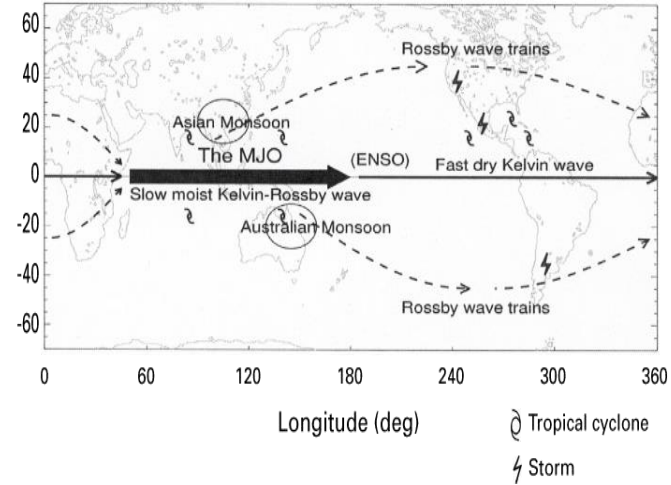 60
Rossby wave trains
40
20
Asian Monsoon
The MJO
(ENSO)
0
Fast dry Kelvin wave
Slow moist Kelvin-Rossby wave
-20
Australian Monsoon
-40
Rossby wave trains
-60
0 60 120 180 240 300 360
Longitude (deg)
Tropical cyclone
Storm